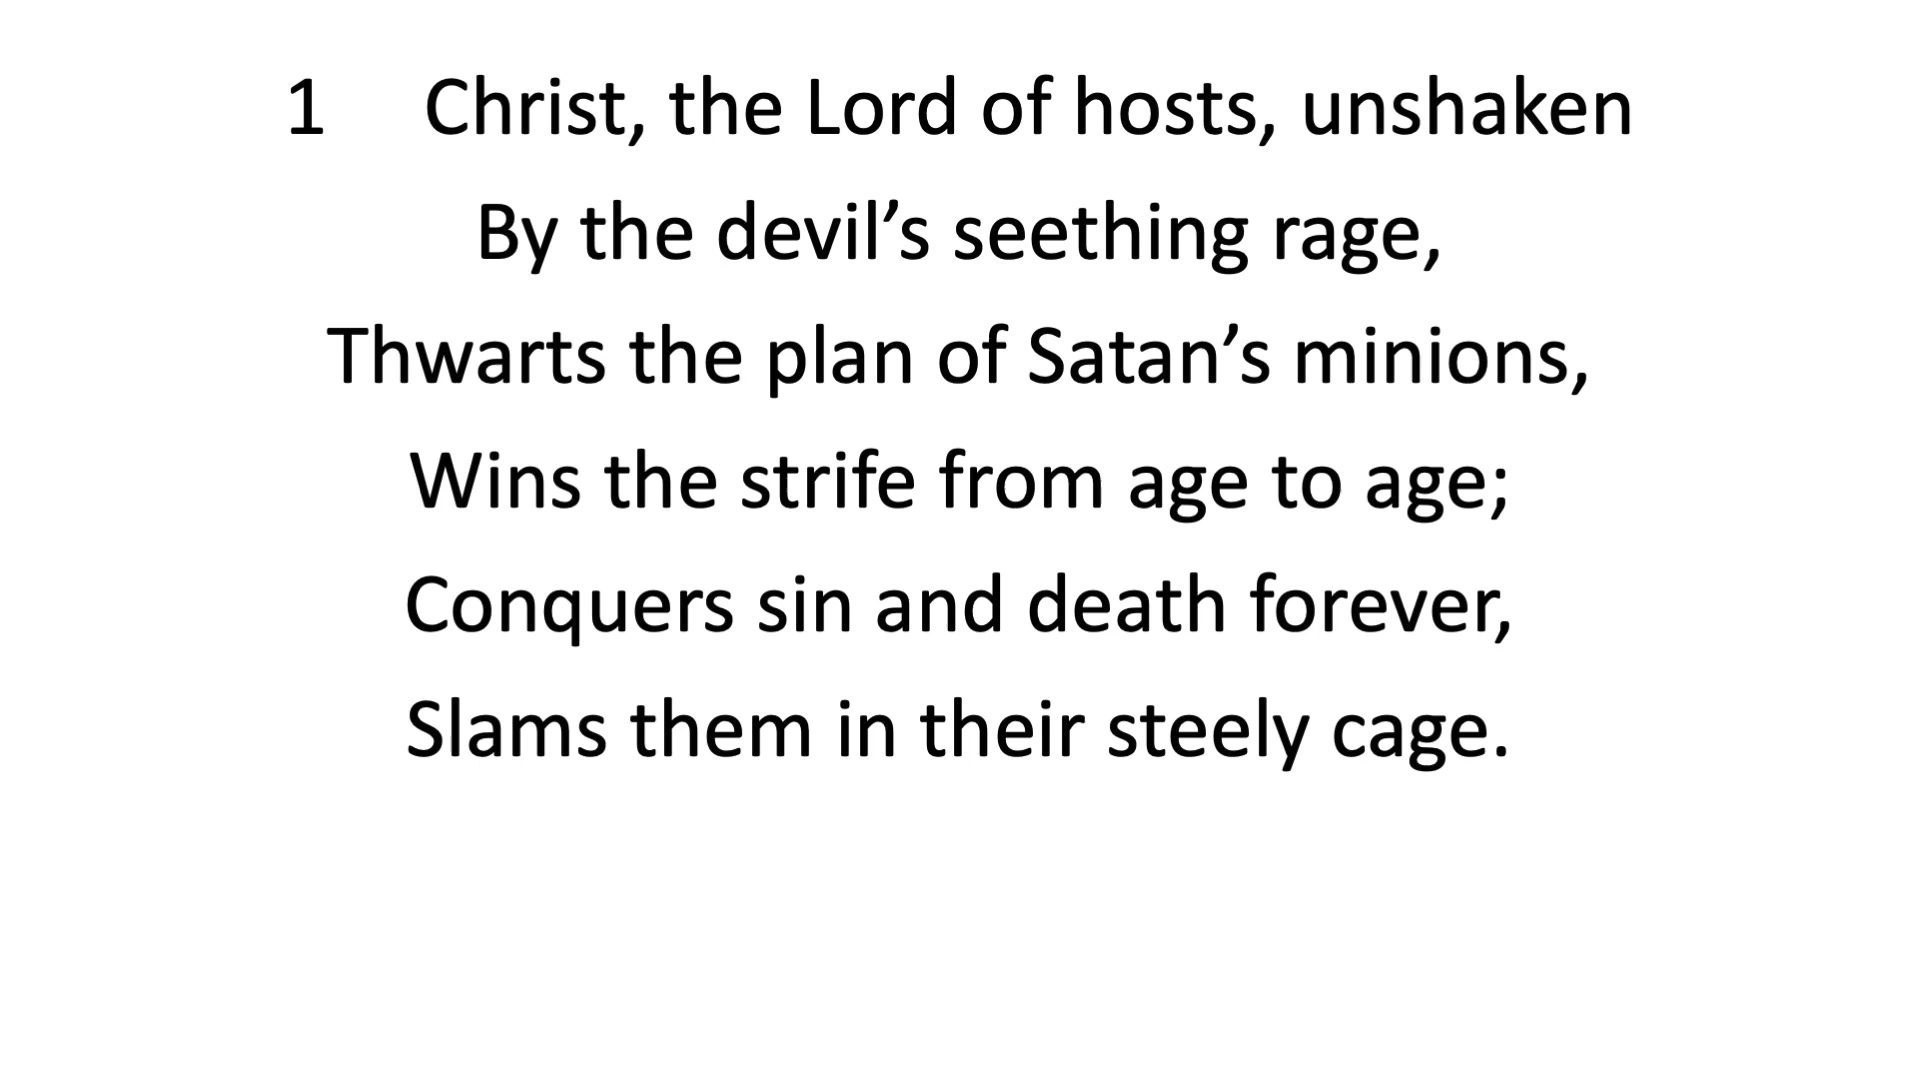 1 Christ, the Lord of hosts, unshaken
By the devil’s seething rage,
Thwarts the plan of Satan’s minions,
Wins the strife from age to age;
Conquers sin and death forever,
Slams them in their steely cage.